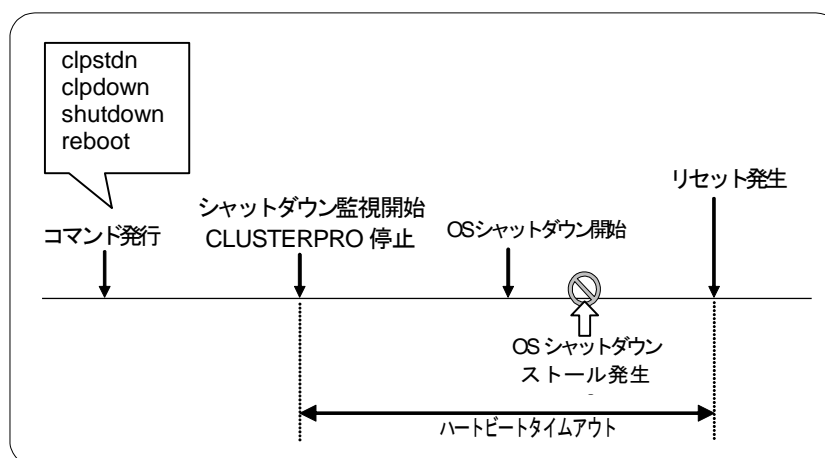 clpstdn
clpdown
shutdown
reboot
コマンド発行
シャットダウン監視開始
CLUSTERPRO 停止
OSシャットダウン開始
リセット発生
OS シャットダウン
ストール発生
ハートビートタイムアウト